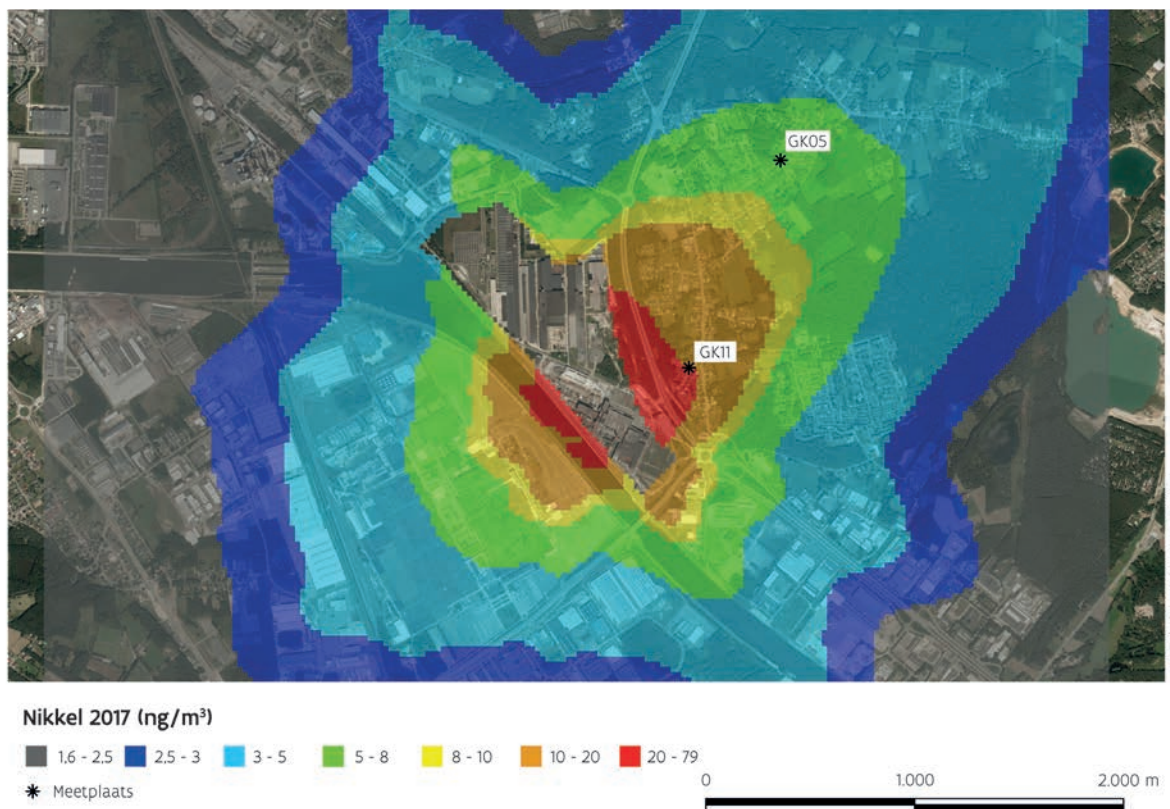 GK05
GK11
Nikkel 2017 (ng/m³)
1,6 - 2,5
2,5 - 3
3 - 5
5 - 8
8 - 10
10 - 20
20 - 79
Meetplaats
0
1.000
2.000 m